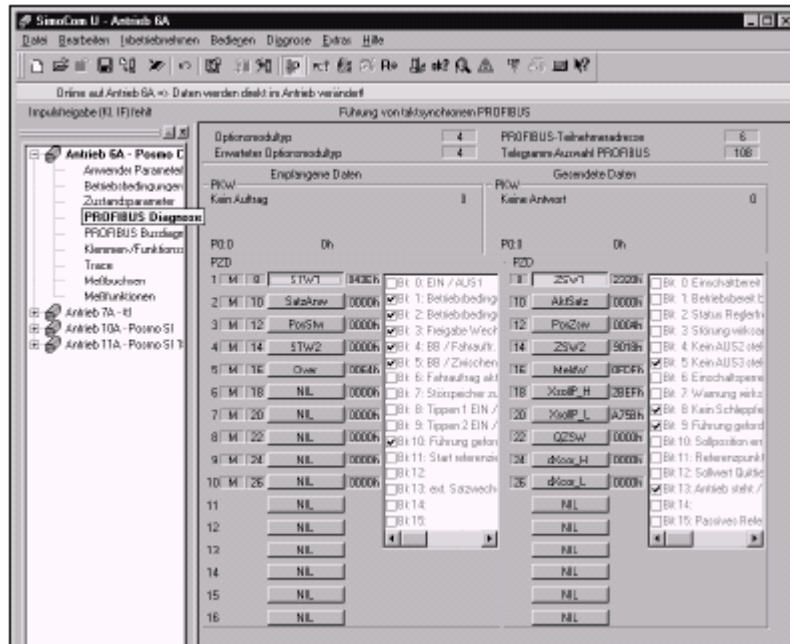 SimoCom U - Antrieb 6A
Datei Bearbeiten Inbetriebnehmen Bedienen Diagnose Extras Hilfe
Online auf Antrieb 6A => Daten werden direkt im Antrieb verändert!
Impulsfreigabe (Kl. IF) fehlt
Führung von taktsynchronem PROFIBUS
Antrieb 6A - Posmo C
Anwender Parameter
Betriebsbedingungen
Zustandsparameter
PROFIBUS Diagnose
PROFIBUS Busdiagn
Klemmen-/Funktions
Trace
Meßbuchsen
Meßfunktionen
Antrieb 7A -
Antrieb 10A - Posmo SI
Antrieb 11A - Posmo SI
Optionsmodultyp 4
Erwarteter Optionsmodultyp 4
PROFIBUS-Teilnehmeradresse 6
Telegramm-Auswahl PROFIBUS 108
Empfangene Daten
PKW
Kein Auftrag 0
P0:0 0h
PZD
1 M 8 STW1 043Eh
2 M 10 SatzAnw 0000h
3 M 12 PosStw 0000h
4 M 14 STW2 0000h
5 M 16 Over 0064h
6 M 18 NIL 0000h
7 M 20 NIL 0000h
8 M 22 NIL 0000h
9 M 24 NIL 0000h
10 M 26 NIL 0000h
11 NIL
12 NIL
13 NIL
14 NIL
15 NIL
16 NIL
Bit 0: EIN / AUS1
Bit 1: Betriebsbeding
Bit 2: Betriebsbeding
Bit 3: Freigabe Wech
Bit 4: BB / Fahrauftr.
Bit 5: BB / Zwischen
Bit 6: Fahrauftrag akt
Bit 7: Störspeicher zu
Bit 8: Tippen 1 EIN /
Bit 9: Tippen 2 EIN /
Bit 10: Führung gefor
Bit 11: Start referenzie
Bit 12:
Bit 13: ext. Satzwech
Bit 14:
Bit 15:
Gesendete Daten
PKW
Keine Antwort 0
P0:0 0h
PZD
8 ZSW1 2320h
10 AktSatz 0000h
12 PosZsw 0004h
14 ZSW2
16 MeldW 0FDFh
18 XsollP_H 2BEFh
20 XsollP_L A75Bh
22 QZSW 0000h
24 dXcor_H 0000h
26 dXcor_L 0000h
NIL
NIL
NIL
NIL
NIL
NIL
Bit 0: Einschaltbereit
Bit 1: Betriebsbereit b
Bit 2: Status Reglerfr
Bit 3: Störung wirksa
Bit 4: Kein AUS2 steh
Bit 5: Kein AUS3 steh
Bit 6: Einschaltsperre
Bit 7: Warnung wirks
Bit 8: Kein Schleppfe
Bit 9: Führung geford
Bit 10: Sollposition err
Bit 11: Referenzpunkt
Bit 12: Sollwert Quittie
Bit 13: Antrieb steht /
Bit 14:
Bit 15: Passives Refe